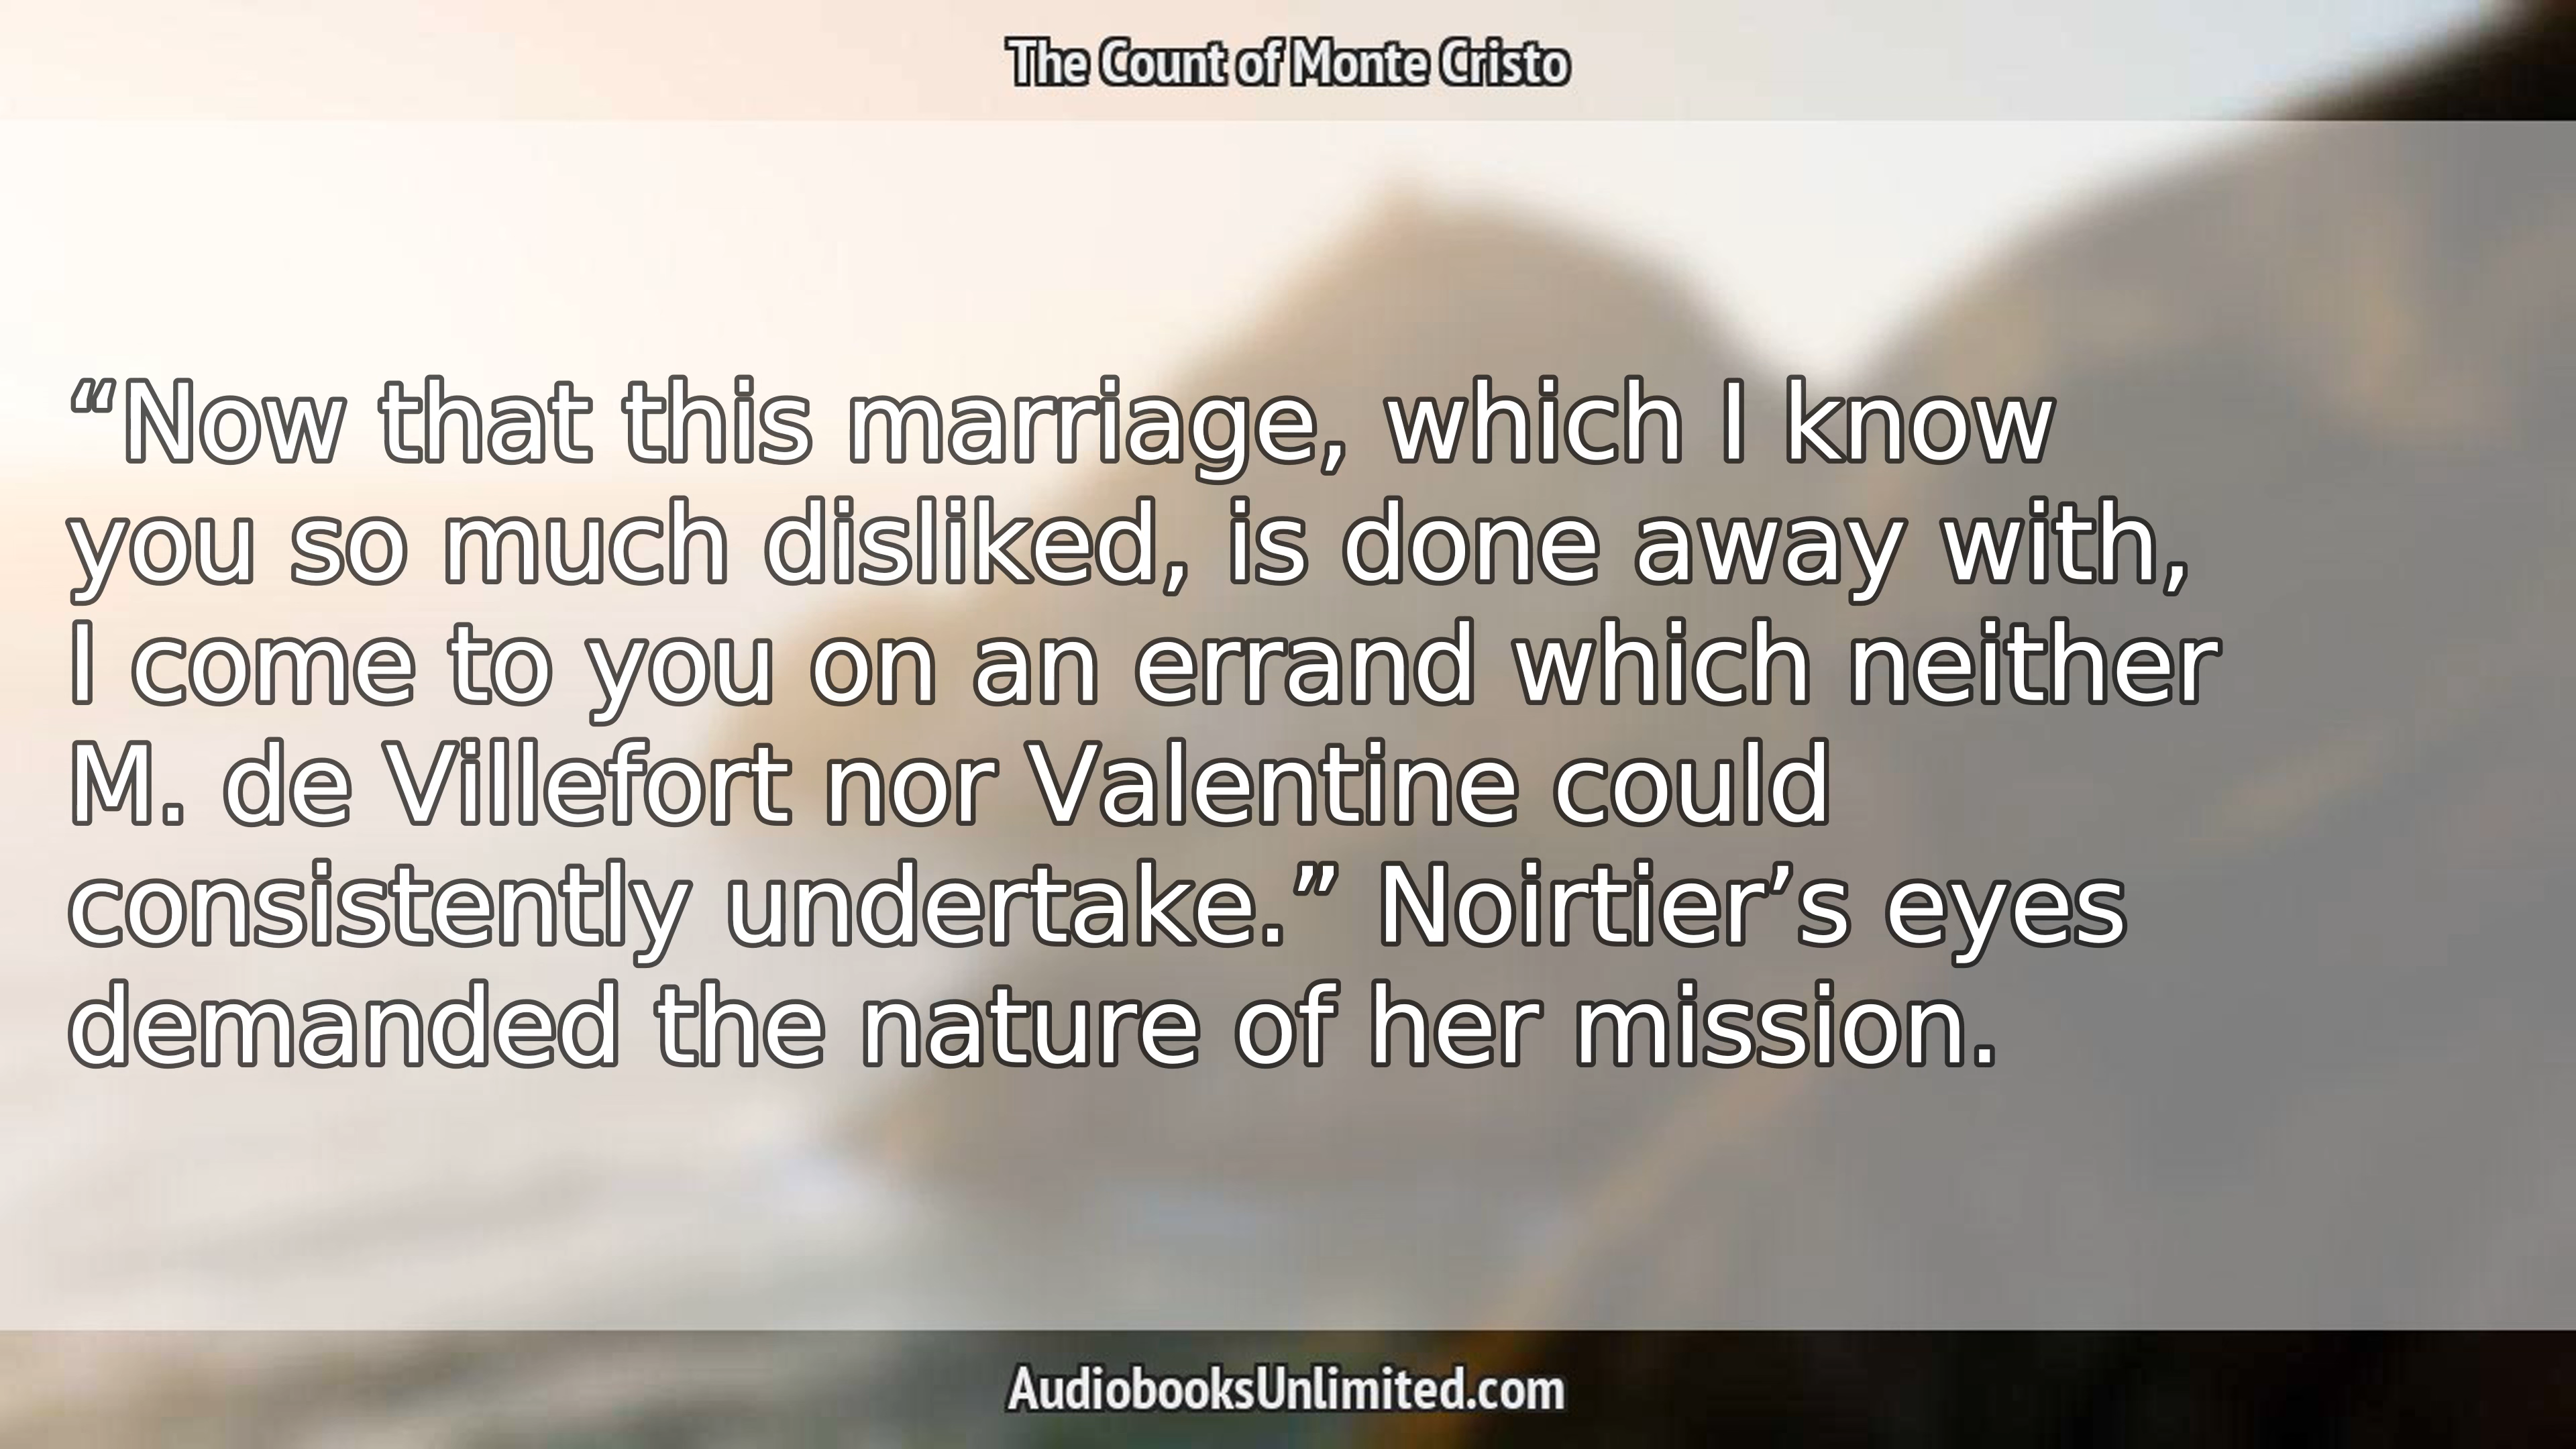 The Count of Monte Cristo
“Now that this marriage, which I know
you so much disliked, is done away with,
I come to you on an errand which neither
M. de Villefort nor Valentine could
consistently undertake.” Noirtier’s eyes
demanded the nature of her mission.
AudiobooksUnlimited.com